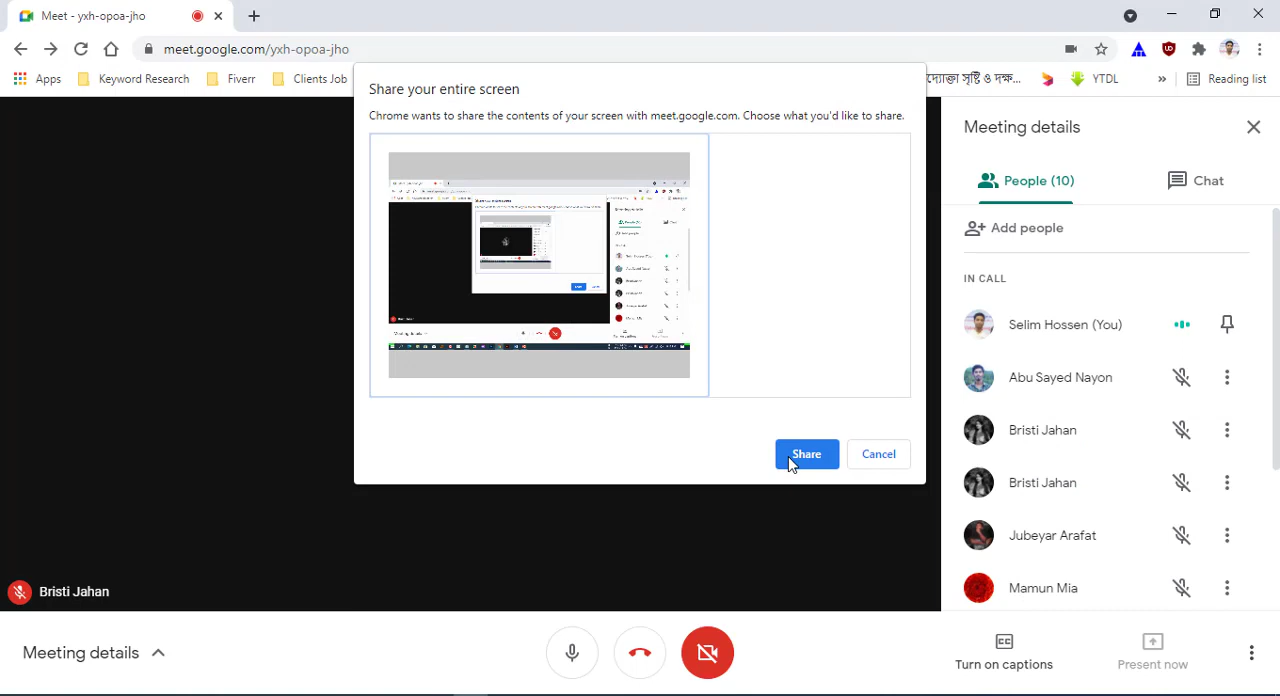 Meet - yxh-opoa-jho
meet.google.com/yxh-opoa-jho
Apps
Keyword Research
Fiverr
Clients Job
দ্যোক্তা সৃষ্টি ও দক্ষ...
YTDL
»
Reading list
Share your entire screen
Chrome wants to share the contents of your screen with meet.google.com. Choose what you'd like to share.
Share
Cancel
Meeting details
People (10)
Chat
Add people
IN CALL
Selim Hossen (You)
Abu Sayed Nayon
Bristi Jahan
Bristi Jahan
Jubeyar Arafat
Mamun Mia
Bristi Jahan
Meeting details
Turn on captions
Present now